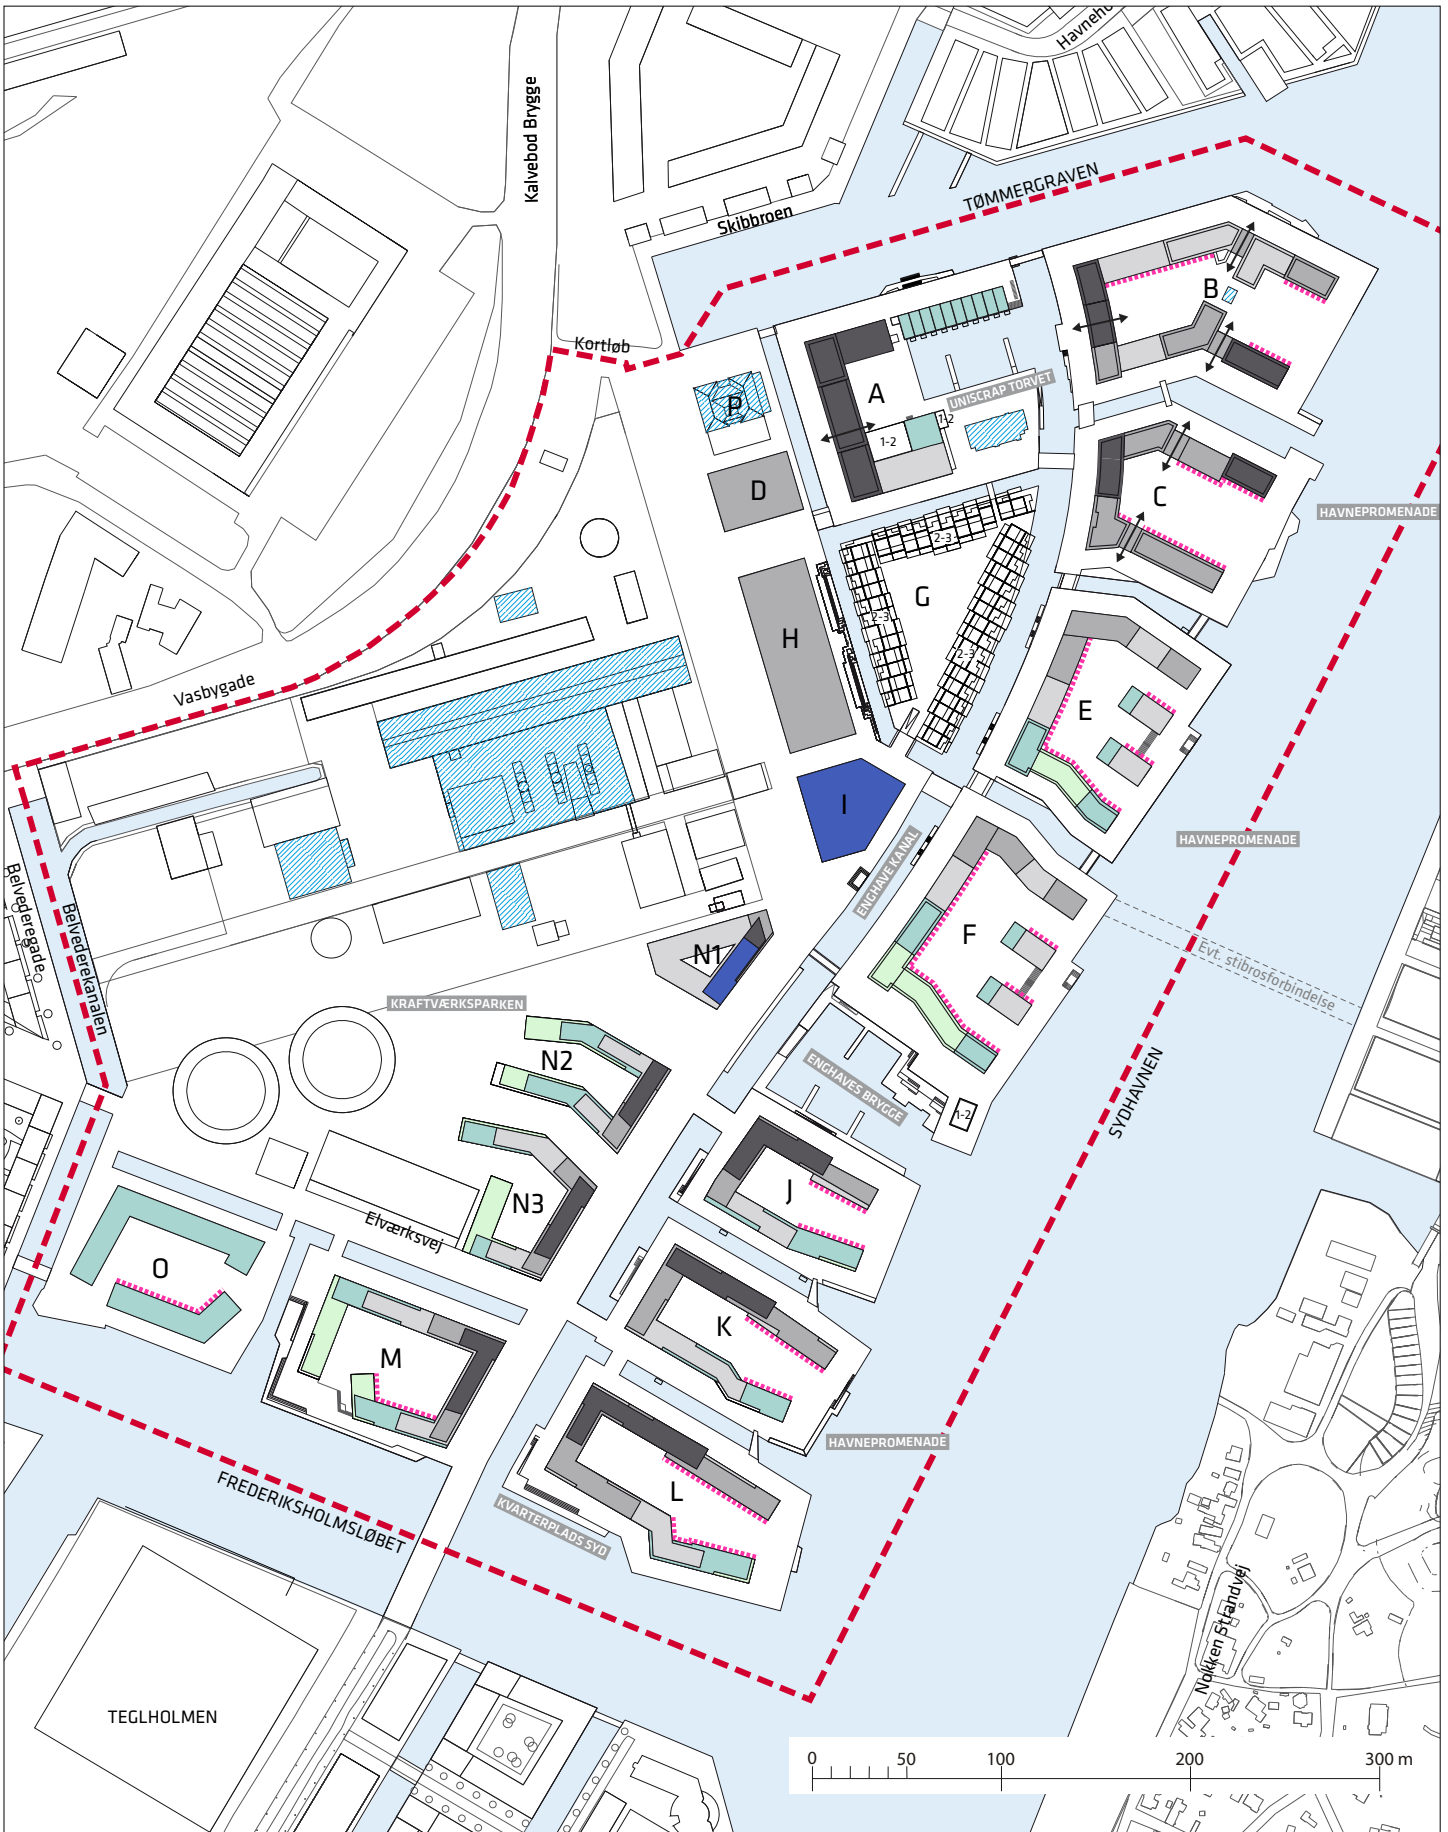 Havneho
Kalvebod Brygge
Skibbroen
TØMMERGRAVEN
Kortløb
B
P
A
UNISCRAP TORVET
1-2
1-2
D
C
HAVNEPROMENADE
2-3
G
2-3
H
2-3
Vasbygade
E
I
HAVNEPROMENADE
ENGHAVE KANAL
Belvederegade
Belvederekanalen
F
N1
Evt. stibrosforbindelse
KRAFTVÆRKSPARKEN
N2
ENGHAVES BRYGGE
SYDHAVNEN
1-2
J
N3
Elværksvej
O
K
M
HAVNEPROMENADE
L
KVARTERPLADS SYD
FREDERIKSHOLMSLØBET
Nokken Strandvej
TEGLHOLMEN
0 50 100 200 300 m